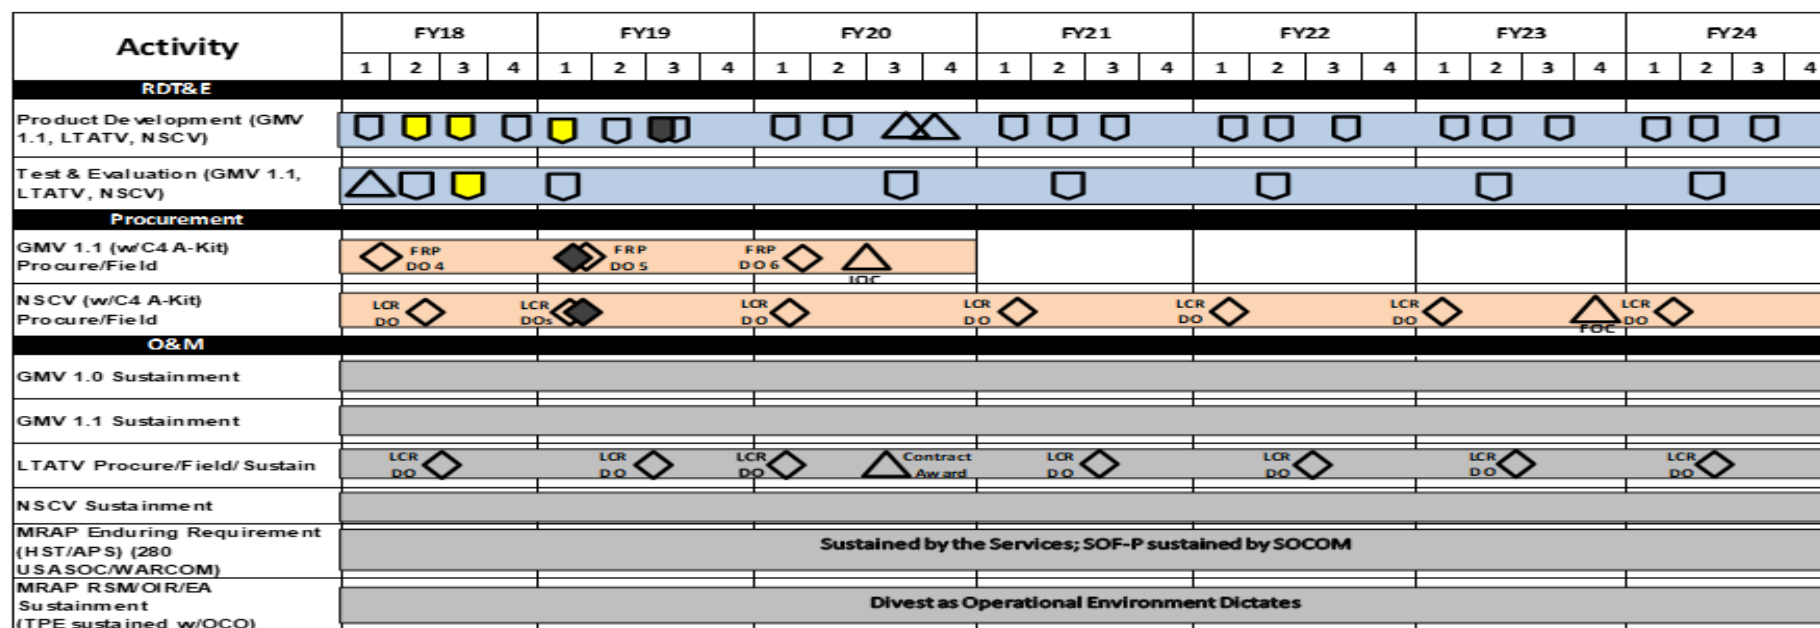 Activity
FY18 FY19 FY20 FY21 FY22 FY23 FY24
1 2 3 4 1 2 3 4 1 2 3 4 1 2 3 4 1 2 3 4 1 2 3 4 1 2 3 4
RDT&E
Product Development (GMV
1.1, LTATV, NSCV)
Test & Evaluation (GMV 1.1,
LTATV, NSCV)
Procurement
GMV 1.1 (w/C4 A-Kit)
Procure/Field
FRP
DO 4
FRP
DO 5
FRP
DO 6
IOC
NSCV (w/C4 A-Kit)
Procure/Field
LCR
DO
LCR
DOs
LCR
DO
LCR
DO
LCR
DO
LCR
DO
FOC
LCR
DO
O&M
GMV 1.0 Sustainment
GMV 1.1 Sustainment
LTATV Procure/Field/ Sustain
LCR
DO
LCR
DO
LCR
DO
Contract
Award
LCR
DO
LCR
DO
LCR
DO
LCR
DO
NSCV Sustainment
MRAP Enduring Requirement
(HST/APS) (280
USASOC/WARCOM)
Sustained by the Services; SOF-P sustained by SOCOM
MRAP RSM/OIR/EA
Sustainment
(TPE sustained w/OCO)
Divest as Operational Environment Dictates